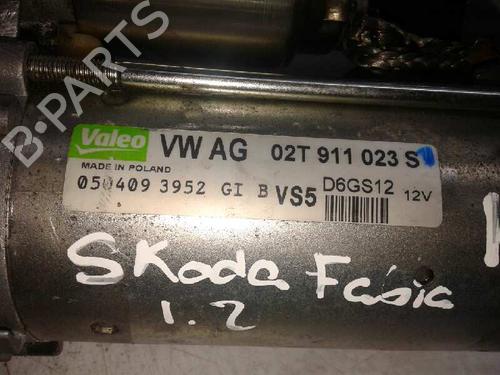 Valeo
VW AG 02T 911 023 S
MADE IN POLAND
050409 3952 GI B VS5 D6GS12 12V
Skoda Fabia
1.2
B-PARTS